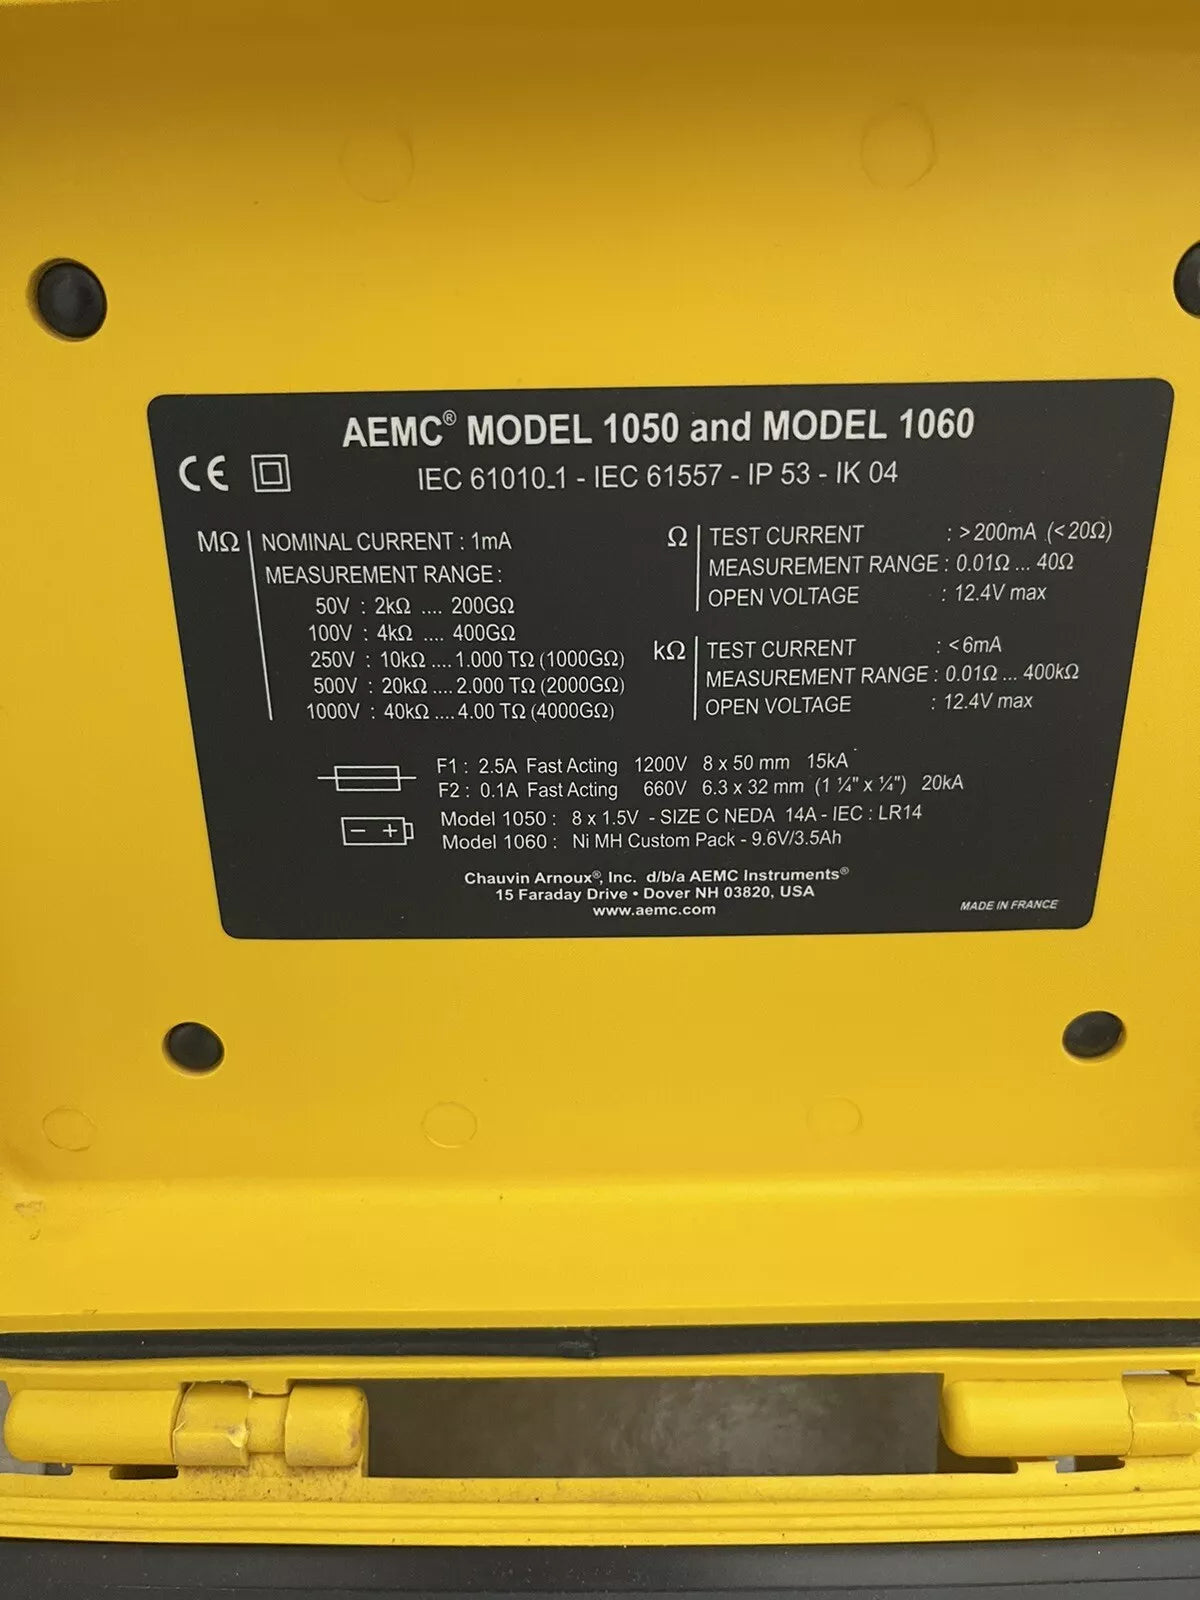 AEMC® MODEL 1050 and MODEL 1060
CE
IEC 61010-1 - IEC 61557 - IP 53 - IK 04
MΩ
NOMINAL CURRENT : 1mA
MEASUREMENT RANGE :
50V : 2kΩ .... 200GΩ
100V : 4kΩ .... 400GΩ
250V : 10kΩ .... 1.000 TΩ (1000GΩ)
500V : 20kΩ .... 2.000 TΩ (2000GΩ)
1000V : 40kΩ .... 4.00 TΩ (4000GΩ)
Ω
TEST CURRENT : >200mA (<20Ω)
MEASUREMENT RANGE : 0.01Ω ... 40Ω
OPEN VOLTAGE : 12.4V max
kΩ
TEST CURRENT : <6mA
MEASUREMENT RANGE : 0.01Ω ... 400kΩ
OPEN VOLTAGE : 12.4V max
F1 : 2.5A Fast Acting 1200V 8 x 50 mm 15kA
F2 : 0.1A Fast Acting 660V 6.3 x 32 mm (1 ¼" x ¼") 20kA
- +
Model 1050 : 8 x 1.5V - SIZE C NEDA 14A - IEC : LR14
Model 1060 : Ni MH Custom Pack - 9.6V/3.5Ah
Chauvin Arnoux®, Inc. d/b/a AEMC Instruments®
15 Faraday Drive • Dover NH 03820, USA
www.aemc.com
MADE IN FRANCE